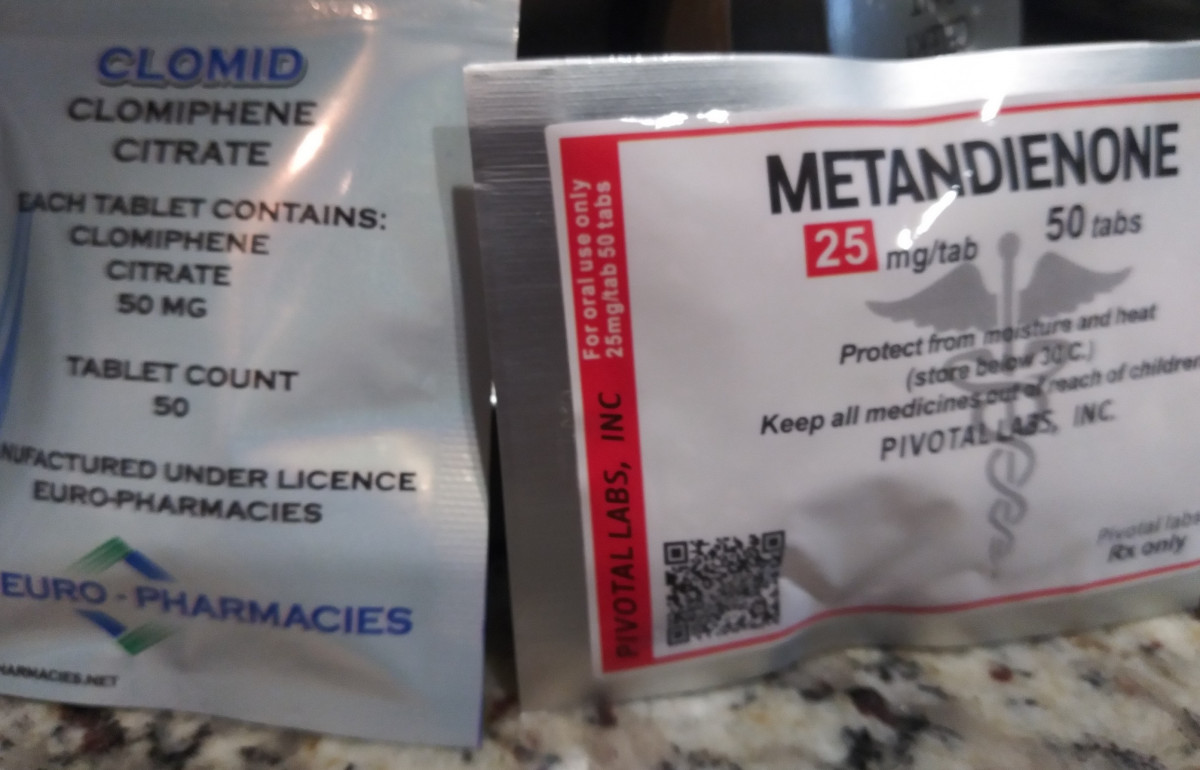 CLOMID
CLOMIPHENE
CITRATE
EACH TABLET CONTAINS:
CLOMIPHENE
CITRATE
50 MG
TABLET COUNT
50
NUFACTURED UNDER LICENCE
EURO-PHARMACIES
EURO - PHARMACIES
HARMACIES.NET
For oral use only
25mg/tab 50 tabs
PIVOTAL LABS, INC
METANDIENONE
25 mg/tab 50 tabs
Protect from moisture and heat
(store below 30 C.)
Keep all medicines out of reach of children
PIVOTAL LABS, INC.
Pivotal labs
Rx only